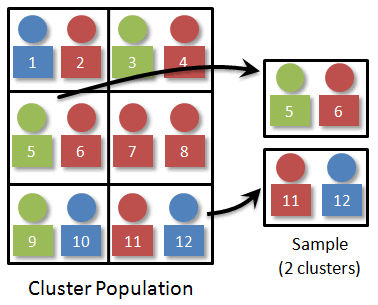 1 2 3 4
5 6 7 8
9 10 11 12
5 6
11 12
Sample
(2 clusters)
Cluster Population